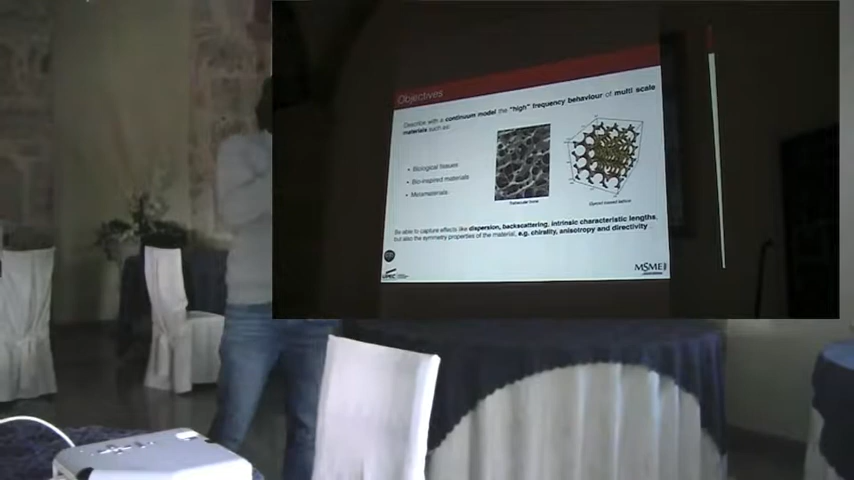 Objectives
Describe with a continuum model the "high" frequency behaviour of multi scale
materials such as:
• Biological tissues
• Bio-inspired materials
• Metamaterials
Trabecular bone
Be able to capture effects like dispersion, backscattering, intrinsic characteristic lengths,
but also the symmetry properties of the material, e.g. chirality, anisotropy and directivity.
MSME